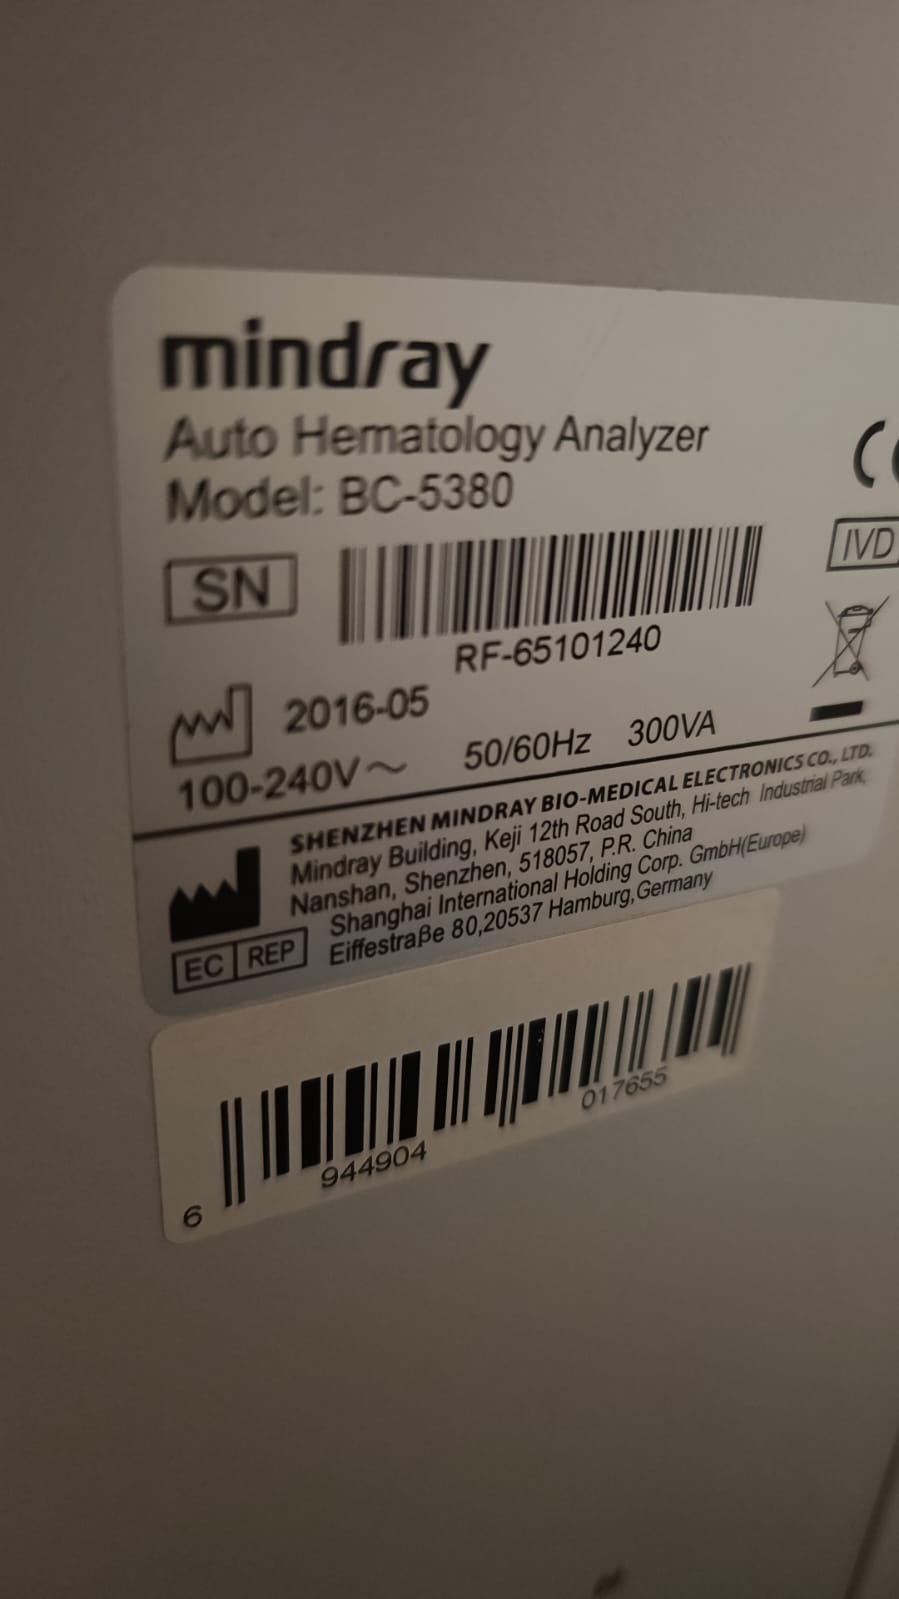 mindray
Auto Hematology Analyzer
Model: BC-5380
CE
SN
IVD
RF-65101240
2016-05
100-240V～ 50/60Hz 300VA
SHENZHEN MINDRAY BIO-MEDICAL ELECTRONICS CO., LTD.
Mindray Building, Keji 12th Road South, Hi-tech Industrial Park,
Nanshan, Shenzhen, 518057, P.R. China
EC REP
Shanghai International Holding Corp. GmbH(Europe)
Eiffestraβe 80,20537 Hamburg,Germany
6 944904 017655